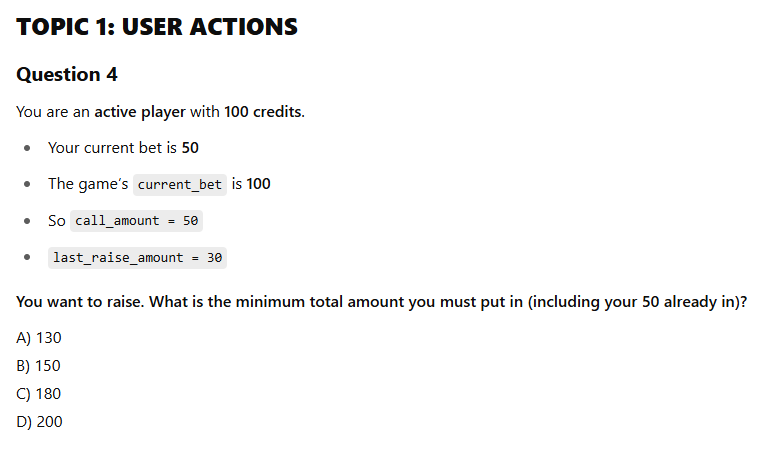 TOPIC 1: USER ACTIONS
Question 4
You are an active player with 100 credits.
• Your current bet is 50
• The game’s current_bet is 100
• So call_amount = 50
• last_raise_amount = 30
You want to raise. What is the minimum total amount you must put in (including your 50 already in)?
A) 130
B) 150
C) 180
D) 200